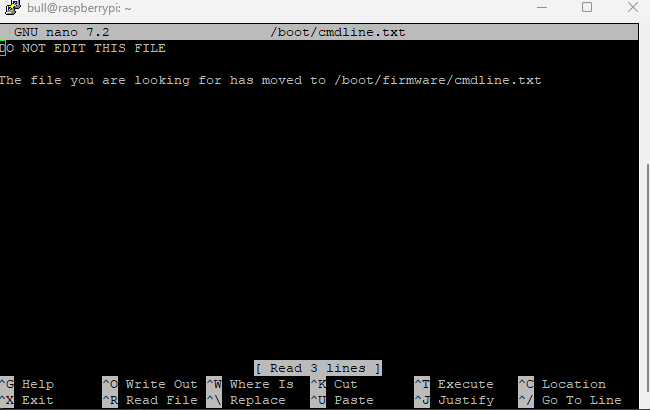 bull@raspberrypi: ~
GNU nano 7.2 /boot/cmdline.txt
DO NOT EDIT THIS FILE
The file you are looking for has moved to /boot/firmware/cmdline.txt
[ Read 3 lines ]
^G Help ^O Write Out ^W Where Is ^K Cut ^T Execute ^C Location
^X Exit ^R Read File ^\ Replace ^U Paste ^J Justify ^/ Go To Line